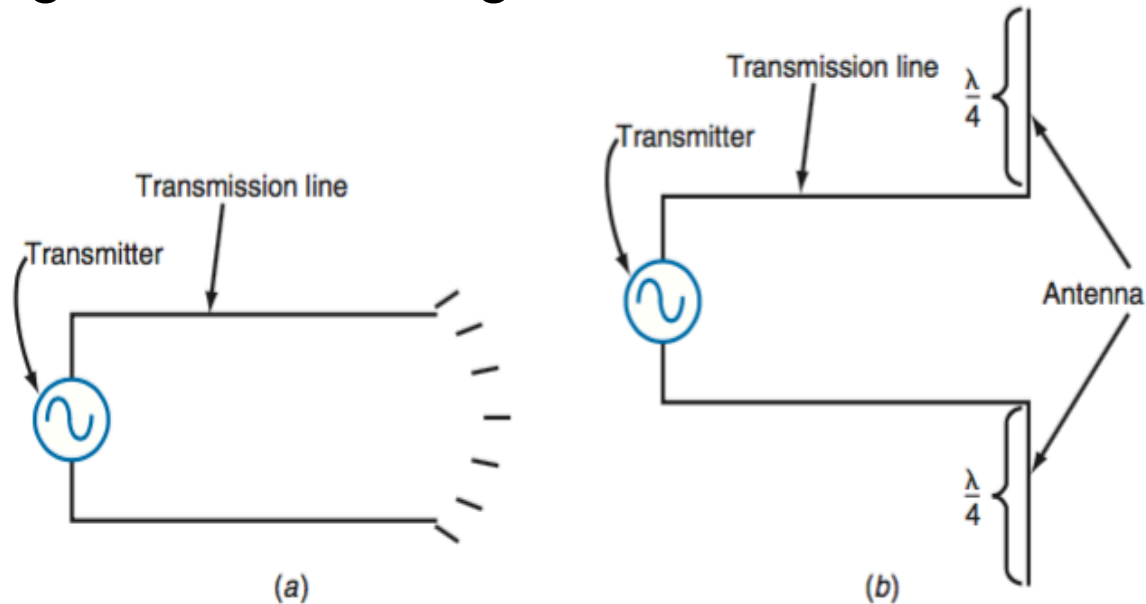 Transmission line
Transmitter
(a)
Transmission line
Transmitter
λ
4
Antenna
λ
4
(b)